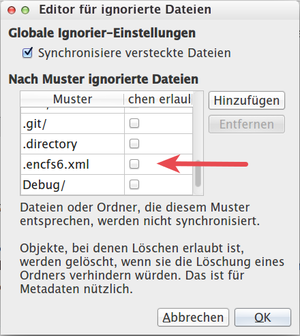 Editor für ignorierte Dateien
Globale Ignorier-Einstellungen
Synchronisiere versteckte Dateien
Nach Muster ignorierte Dateien
Muster chen erlaul
Hinzufügen
.git/
Entfernen
.directory
.encfs6.xml
Debug/
Dateien oder Ordner, die diesem Muster
entsprechen, werden nicht synchronisiert.
Objekte, bei denen Löschen erlaubt ist,
werden gelöscht, wenn sie die Löschung eines
Ordners verhindern würden. Das ist für
Metadaten nützlich.
Abbrechen OK